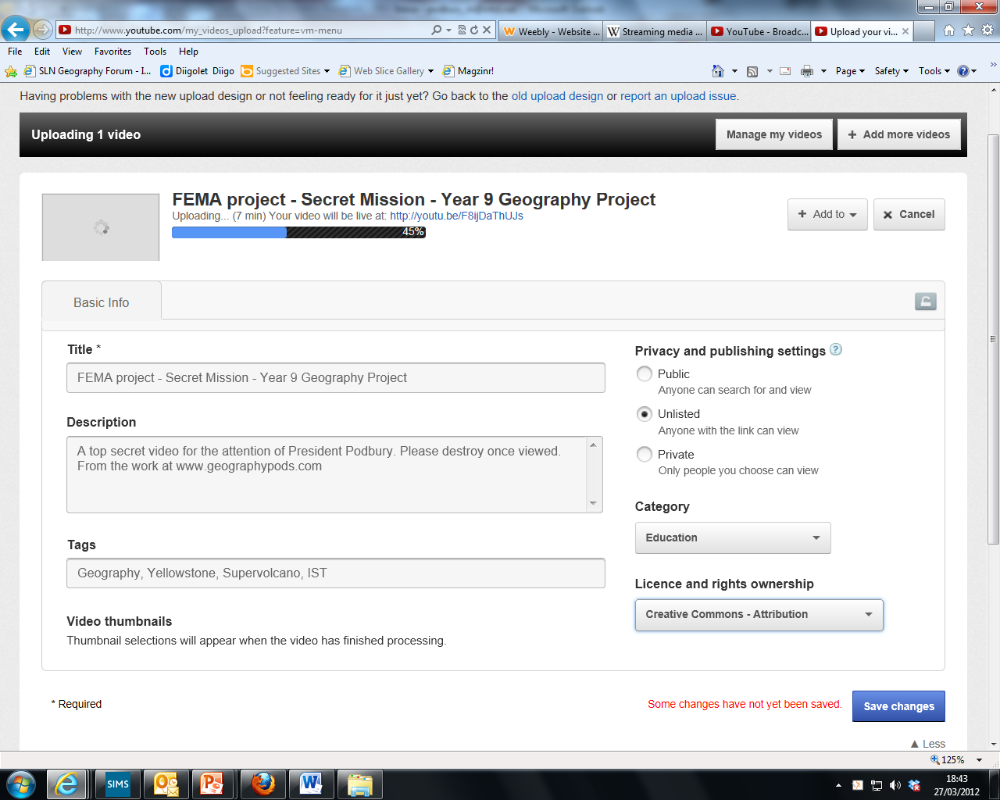 http://www.youtube.com/my_videos_upload?feature=vm-menu
Weebly - Website ...
Streaming media ...
YouTube - Broadc...
Upload your vi...
File Edit View Favorites Tools Help
SLN Geography Forum - I...
Diigolet Diigo
Suggested Sites
Web Slice Gallery
Magzinr!
Page Safety Tools
Having problems with the new upload design or not feeling ready for it just yet? Go back to the old upload design or report an upload issue.
Uploading 1 video
Manage my videos
+ Add more videos
FEMA project - Secret Mission - Year 9 Geography Project
Uploading... (7 min) Your video will be live at: http://youtu.be/F8ijDaThUJs
45%
+ Add to
Cancel
Basic Info
Title *
FEMA project - Secret Mission - Year 9 Geography Project
Description
A top secret video for the attention of President Podbury. Please destroy once viewed.
From the work at www.geographypods.com
Tags
Geography, Yellowstone, Supervolcano, IST
Video thumbnails
Thumbnail selections will appear when the video has finished processing.
Privacy and publishing settings ?
Public
Anyone can search for and view
Unlisted
Anyone with the link can view
Private
Only people you choose can view
Category
Education
Licence and rights ownership
Creative Commons - Attribution
* Required
Some changes have not yet been saved.
Save changes
▲ Less
125%
SIMS
18:43
27/03/2012